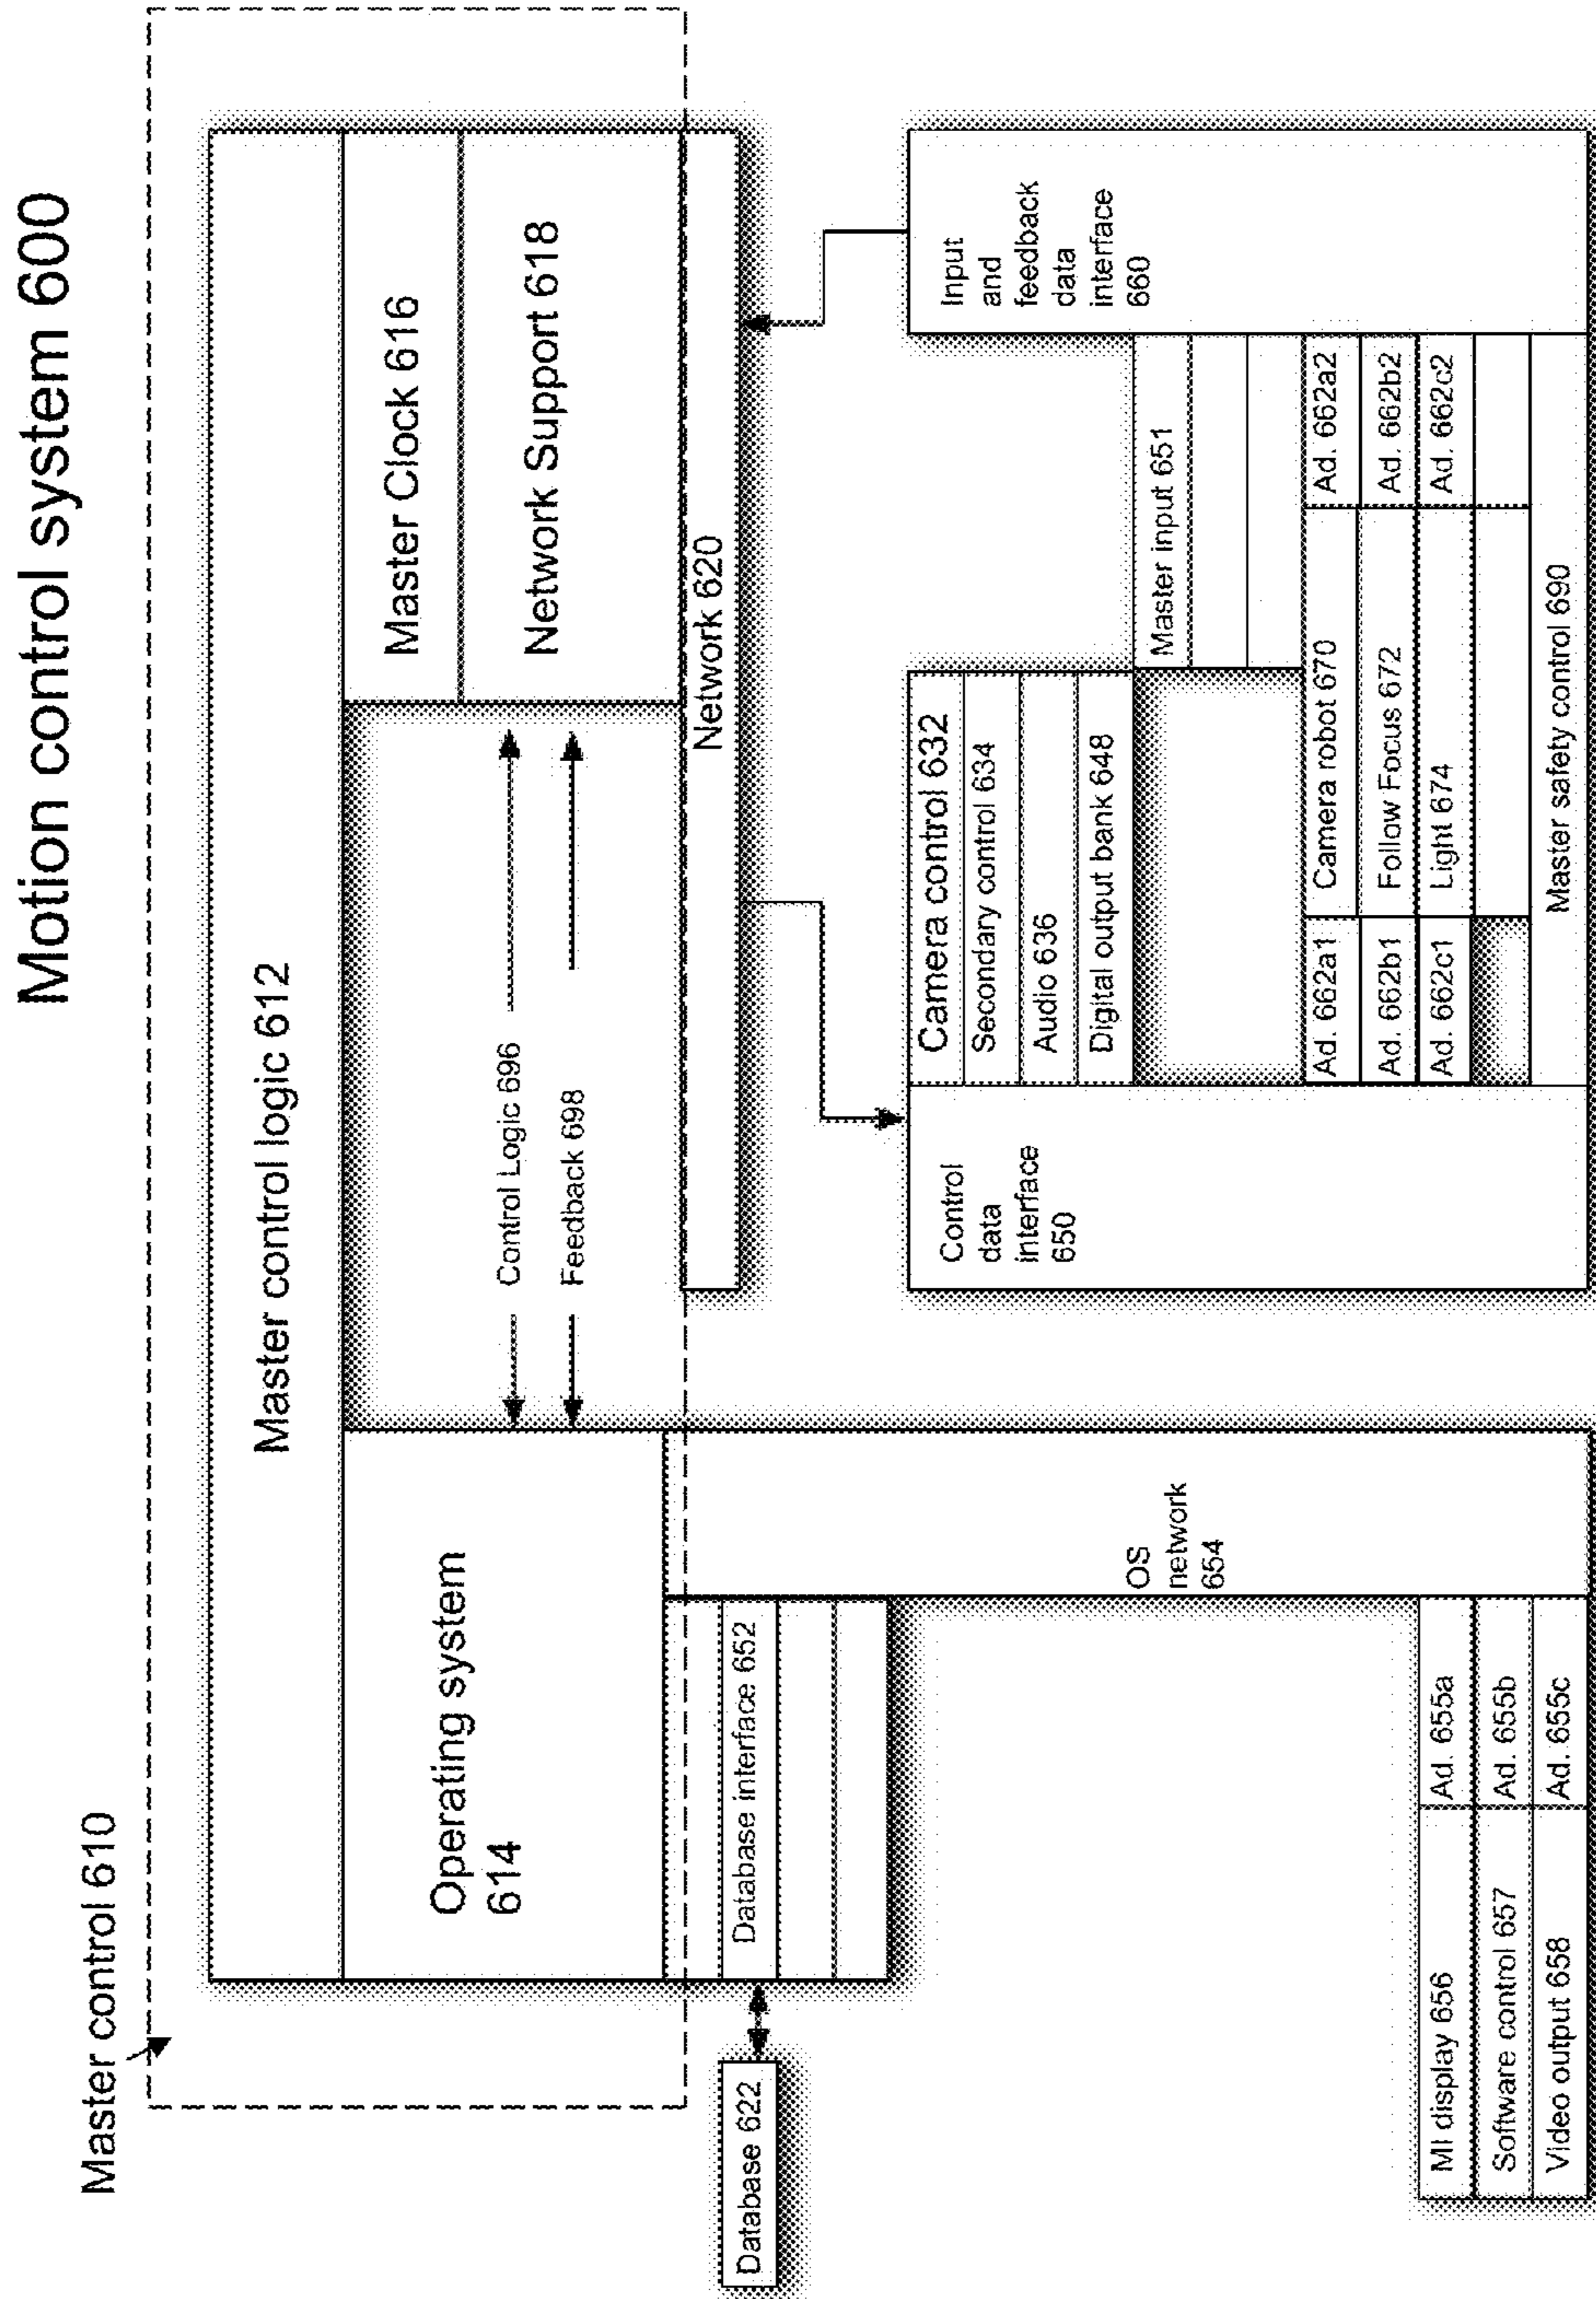 Motion control system 600
Master control 610
Master control logic 612
Operating system
614
Control Logic 696
Feedback 698
Master Clock 616
Network Support 618
Network 620
Database 622
Database interface 652
OS
network
654
MI display 656
Ad. 655a
Software control 657
Ad. 655b
Video output 658
Ad. 655c
Control
data
interface
650
Camera control 632
Secondary control 634
Audio 636
Digital output bank 648
Master input 651
Input
and
feedback
data
interface
660
Ad. 662a1
Camera robot 670
Ad. 662a2
Ad. 662b1
Follow Focus 672
Ad. 662b2
Ad. 662c1
Light 674
Ad. 662c2
Master safety control 690